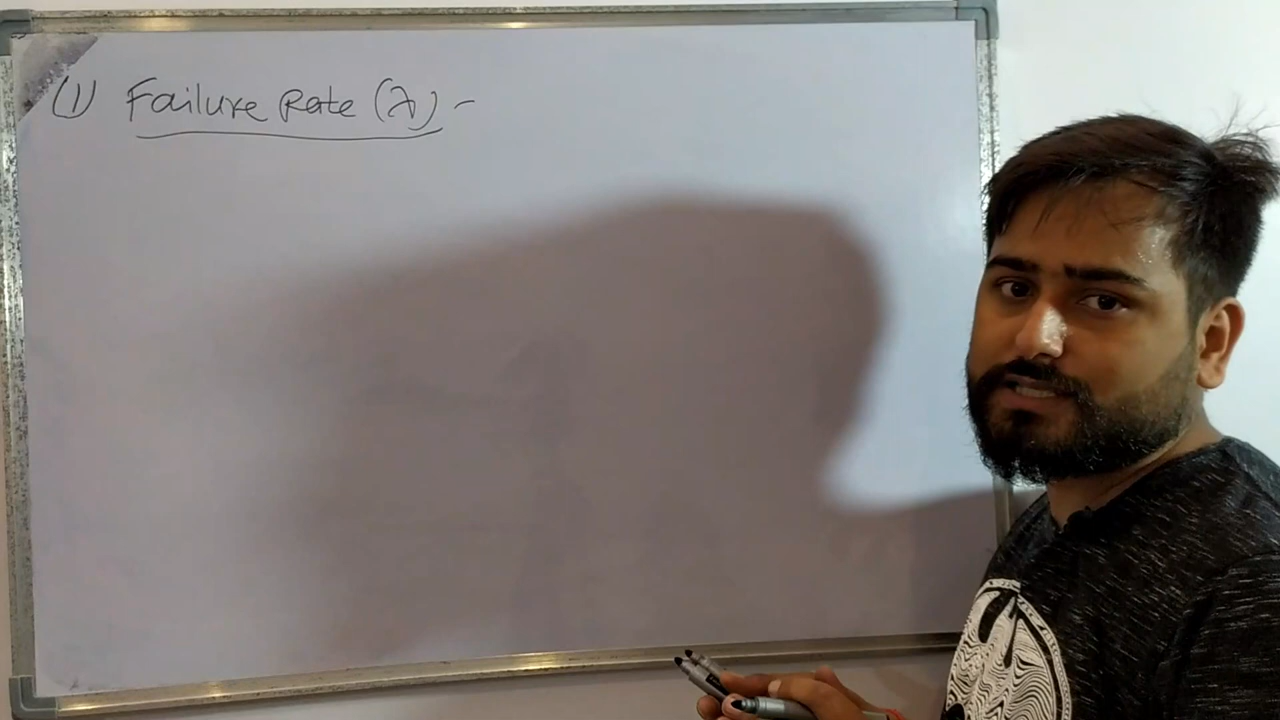 (1) Failure Rate (λ) -